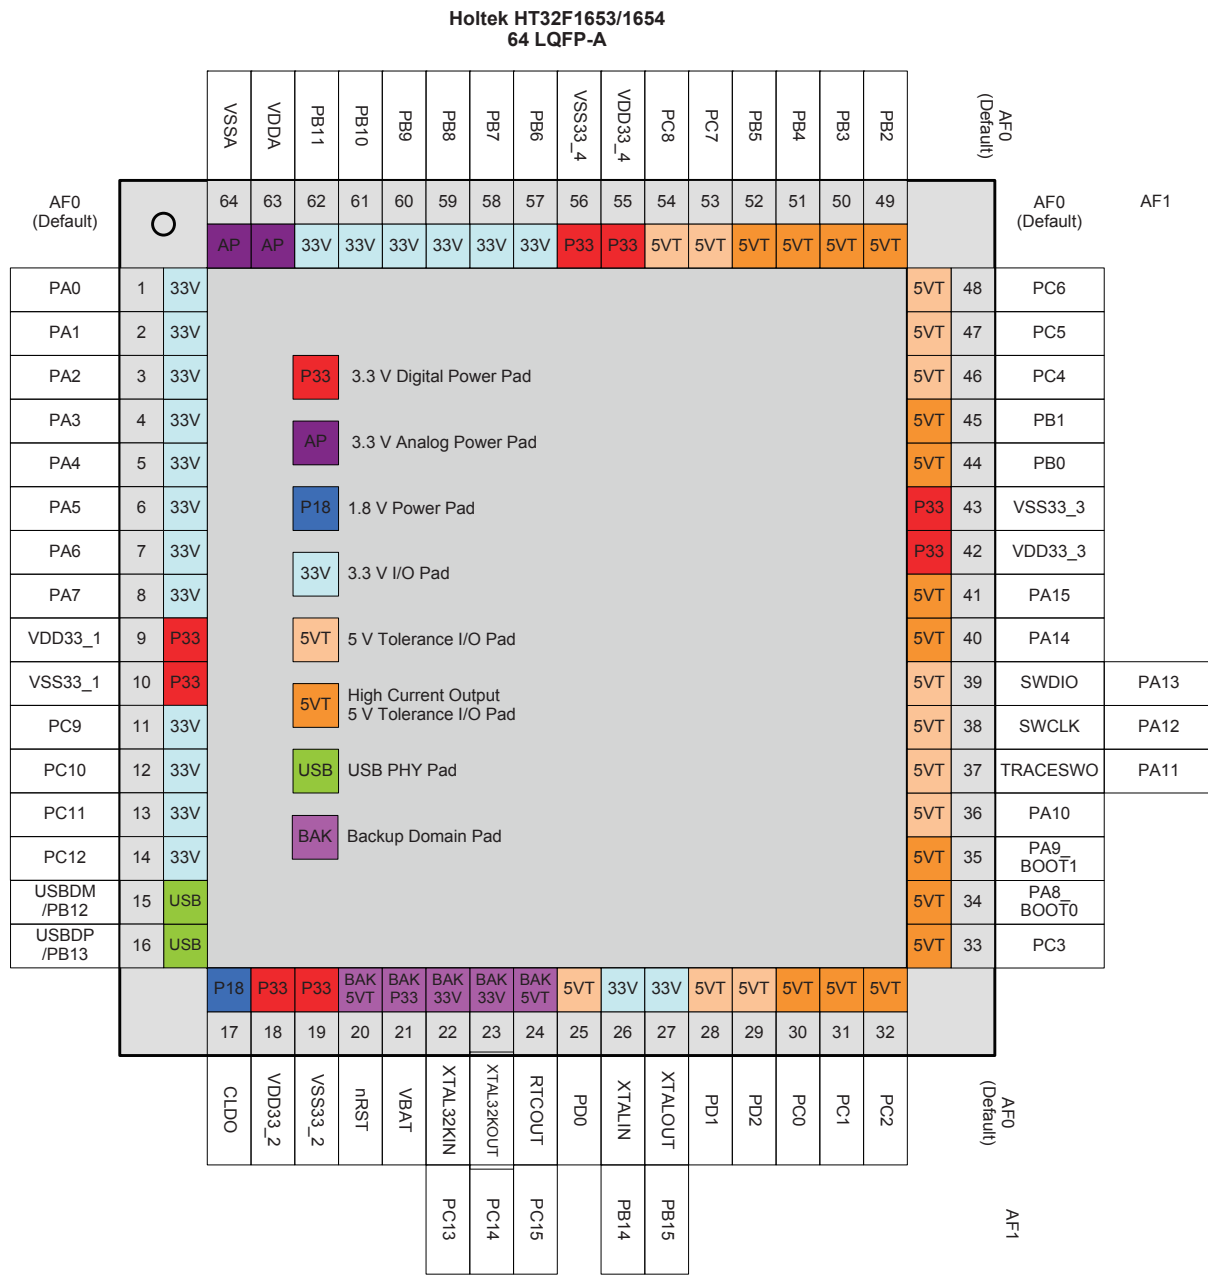 Holtek HT32F1653/1654
64 LQFP-A
VSSA VDDA PB11 PB10 PB9 PB8 PB7 PB6 VSS33_4 VDD33_4 PC8 PC7 PB5 PB4 PB3 PB2
AF0
(Default)
AF0
(Default)
64 63 62 61 60 59 58 57 56 55 54 53 52 51 50 49
AF0
(Default)
AF1
AP AP 33V 33V 33V 33V 33V 33V P33 P33 5VT 5VT 5VT 5VT 5VT 5VT
PA0 1 33V
5VT 48 PC6
PA1 2 33V
5VT 47 PC5
PA2 3 33V
P33 3.3 V Digital Power Pad
5VT 46 PC4
PA3 4 33V
AP 3.3 V Analog Power Pad
5VT 45 PB1
PA4 5 33V
5VT 44 PB0
PA5 6 33V
P18 1.8 V Power Pad
P33 43 VSS33_3
PA6 7 33V
33V 3.3 V I/O Pad
P33 42 VDD33_3
PA7 8 33V
5VT 41 PA15
VDD33_1 9 P33
5VT 5 V Tolerance I/O Pad
5VT 40 PA14
VSS33_1 10 P33
5VT High Current Output
5 V Tolerance I/O Pad
5VT 39 SWDIO PA13
PC9 11 33V
5VT 38 SWCLK PA12
PC10 12 33V
USB USB PHY Pad
5VT 37 TRACESWO PA11
PC11 13 33V
BAK Backup Domain Pad
5VT 36 PA10
PC12 14 33V
5VT 35 PA9_
BOOT1
USBDM
/PB12 15 USB
5VT 34 PA8_
BOOT0
USBDP
/PB13 16 USB
5VT 33 PC3
P18 P33 P33 BAK BAK BAK BAK BAK 5VT 33V 33V 5VT 5VT 5VT 5VT 5VT
5VT P33 33V 33V 5VT
17 18 19 20 21 22 23 24 25 26 27 28 29 30 31 32
CLDO VDD33_2 VSS33_2 nRST VBAT XTAL32KIN XTAL32KOUT RTCOUT PD0 XTALIN XTALOUT PD1 PD2 PC0 PC1 PC2
AF0
(Default)
PC13 PC14 PC15 PB14 PB15
AF1